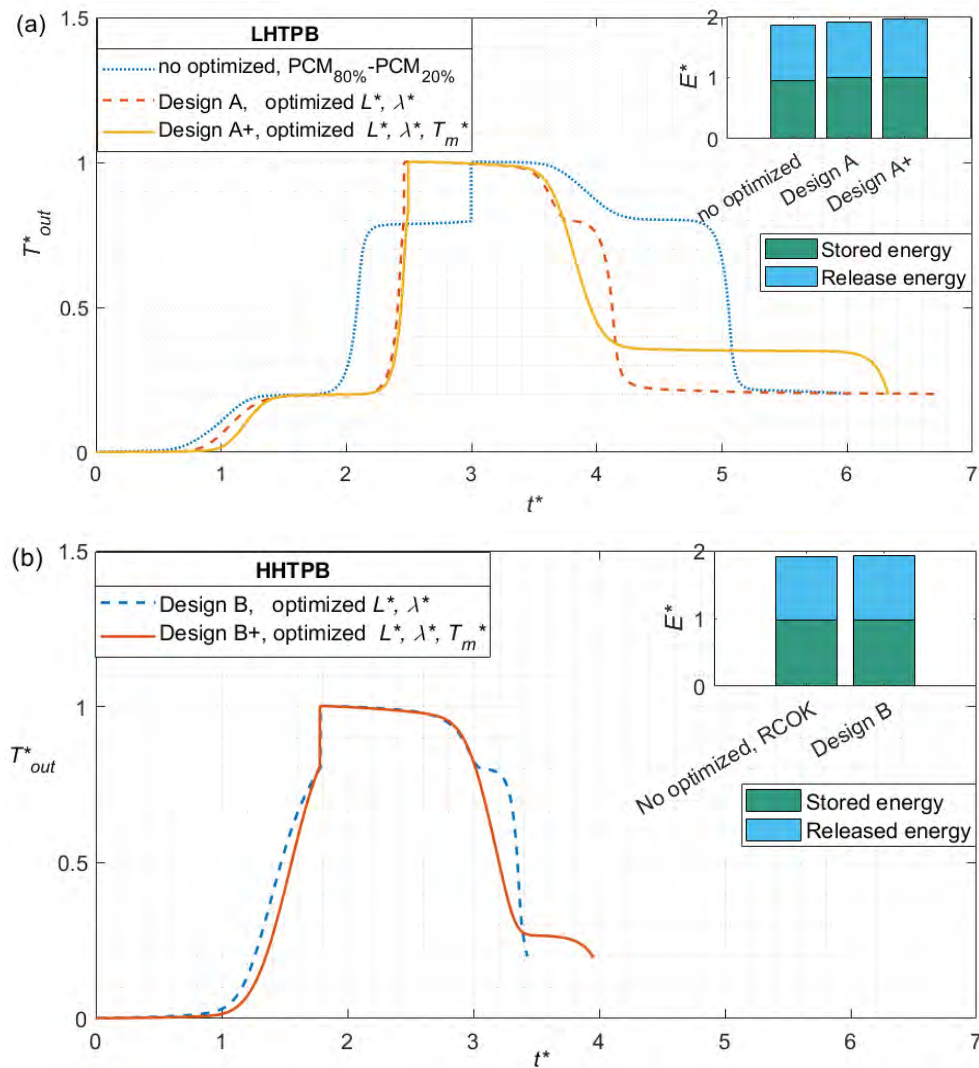 (a)
1.5
LHTPB
no optimized, PCM80%-PCM20%
Design A, optimized L*, λ*
Design A+, optimized L*, λ*, Tm*
1
0.5
0
T*out
0 1 2 3 4 5 6 7
t*
2
1
0
E*
no optimized
Design A
Design A+
Stored energy
Release energy
(b)
1.5
HHTPB
Design B, optimized L*, λ*
Design B+, optimized L*, λ*, Tm*
1
0.5
0
T*out
0 1 2 3 4 5 6 7
t*
2
1
0
E*
No optimized, RCOK
Design B
Stored energy
Released energy